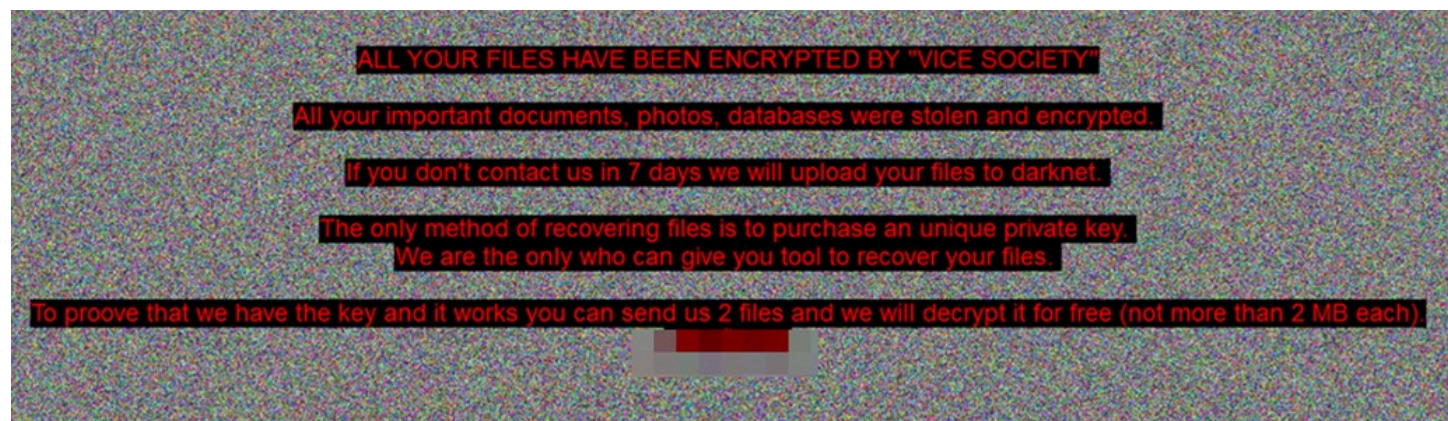 ALL YOUR FILES HAVE BEEN ENCRYPTED BY "VICE SOCIETY"
All your important documents, photos, databases were stolen and encrypted.
If you don't contact us in 7 days we will upload your files to darknet.
The only method of recovering files is to purchase an unique private key.
We are the only who can give you tool to recover your files.
To proove that we have the key and it works you can send us 2 files and we will decrypt it for free (not more than 2 MB each).